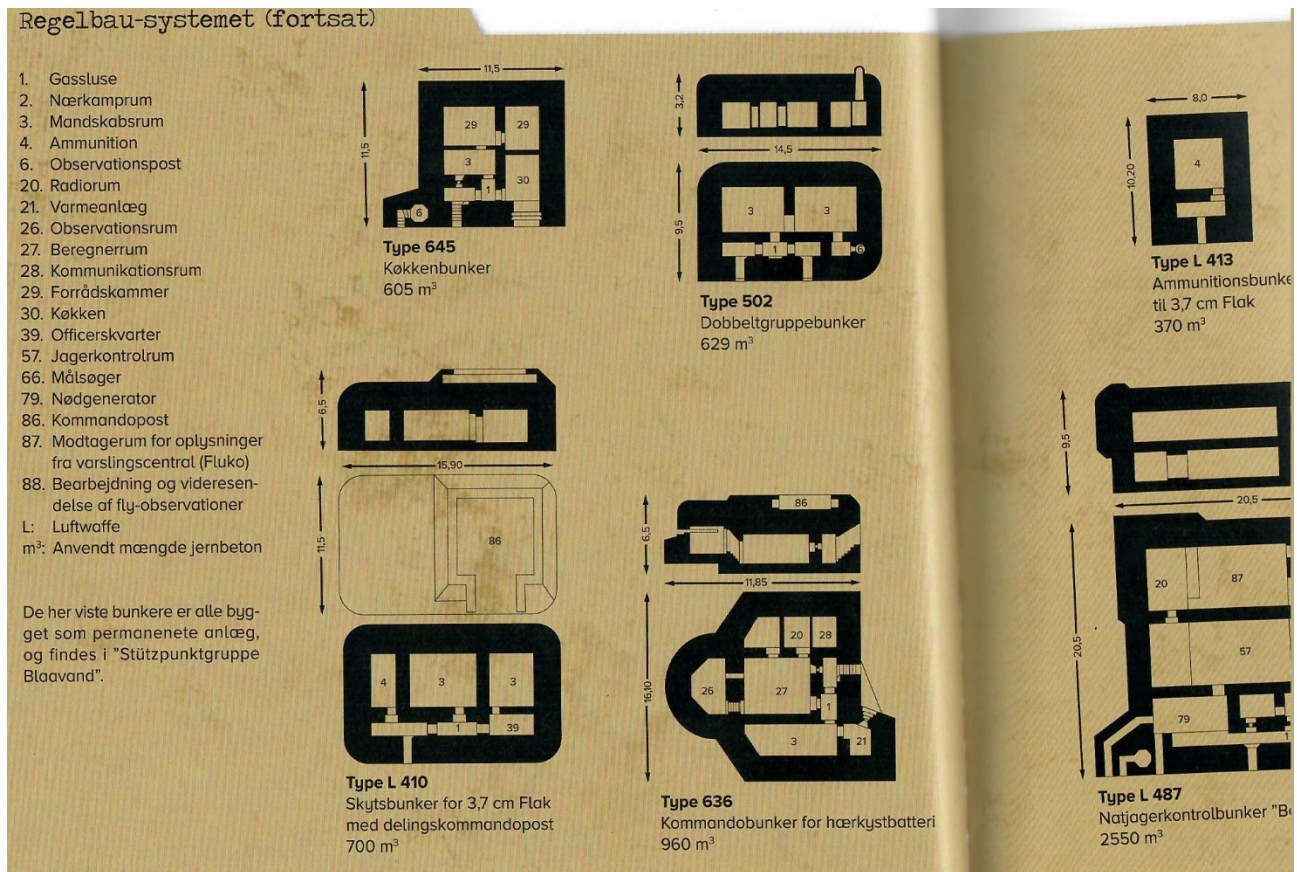 Regelbau-systemet (fortsat)
1. Gassluse
2. Nærkamprum
3. Mandskabsrum
4. Ammunition
6. Observationspost
20. Radiorum
21. Varmeanlæg
26. Observationsrum
27. Beregnerrum
28. Kommunikationsrum
29. Forrådskammer
30. Køkken
39. Officerskvarter
57. Jagerkontrolrum
66. Målsøger
79. Nødgenerator
86. Kommandopost
87. Modtagerum for oplysninger
fra varslingscentral (Fluko)
88. Bearbejdning og videresen-
delse af fly-observationer
L: Luftwaffe
m³: Anvendt mængde jernbeton
De her viste bunkere er alle byg-
get som permanenete anlæg,
og findes i "Stützpunktgruppe
Blaavand".
11,5
11,5
29
29
3
1
30
6
Type 645
Køkkenbunker
605 m³
3,2
14,5
9,5
3
3
1
6
Type 502
Dobbeltgruppebunker
629 m³
8,0
10,20
4
Type L 413
Ammunitionsbunke
til 3,7 cm Flak
370 m³
6,5
15,90
11,5
86
4
3
3
1
39
Type L 410
Skytsbunker for 3,7 cm Flak
med delingskommandopost
700 m³
6,5
86
11,85
16,10
20
28
26
27
1
3
21
Type 636
Kommandobunker for hærkystbatteri
960 m³
9,5
20,5
20,5
20
87
57
79
1
Type L 487
Natjagerkontrolbunker "Be
2550 m³